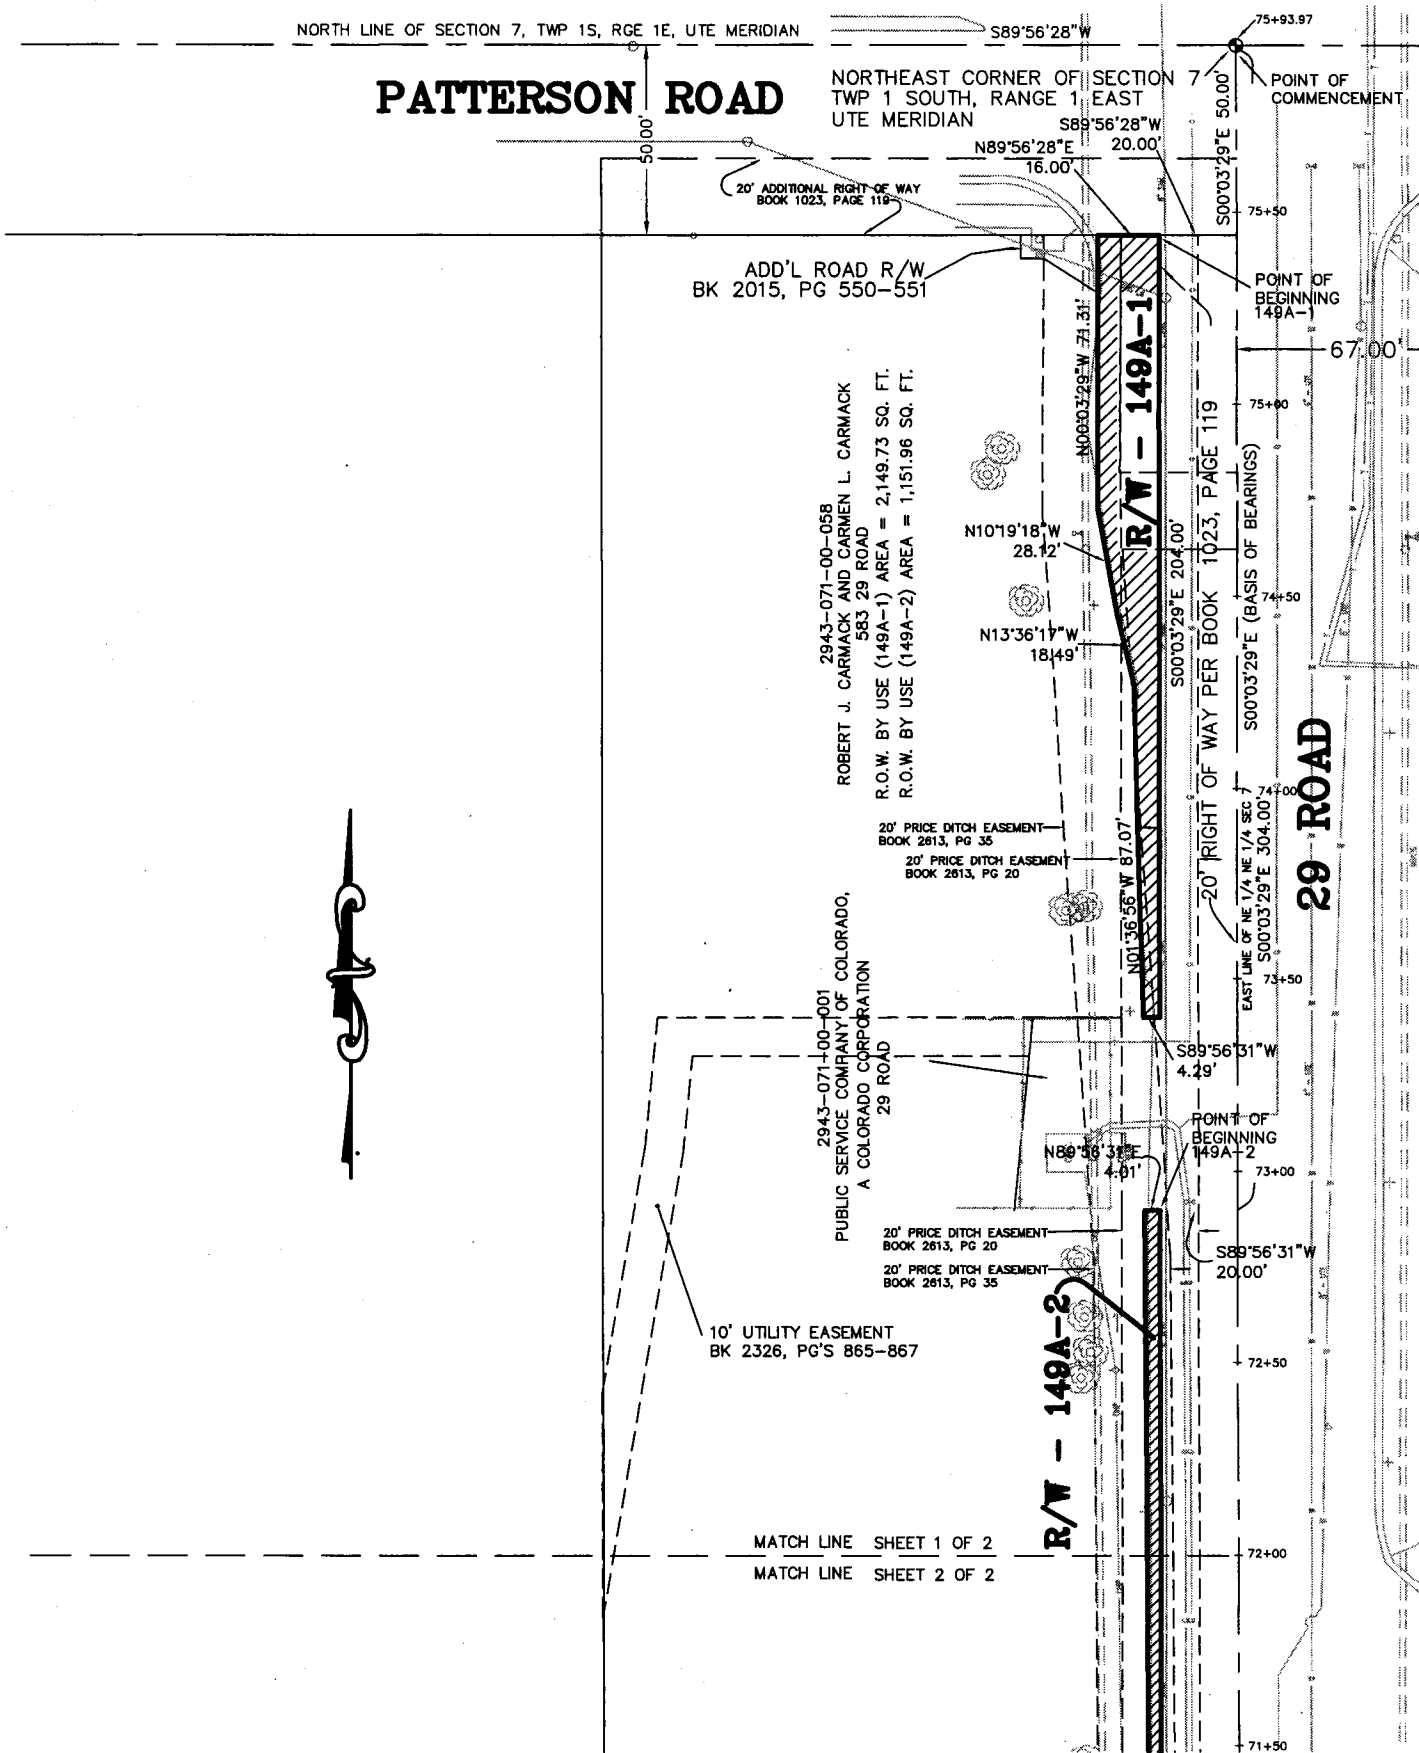 NORTH LINE OF SECTION 7, TWP 1S, RGE 1E, UTE MERIDIAN
S89°56'28"W
75+93.97
PATTERSON ROAD
NORTHEAST CORNER OF SECTION 7
TWP 1 SOUTH, RANGE 1 EAST
UTE MERIDIAN
POINT OF
COMMENCEMENT
50.00'
S00°03'29"E 50.00'
S89°56'28"W
20.00'
N89°56'28"E
16.00'
20' ADDITIONAL RIGHT OF WAY
BOOK 1023, PAGE 119
75+50
ADD'L ROAD R/W
BK 2015, PG 550-551
POINT OF
BEGINNING
149A-1
67.00'
N00°03'29"W 71.31'
R/W - 149A-1
75+00
2943-071-00-058
ROBERT J. CARMACK AND CARMEN L. CARMACK
583 29 ROAD
R.O.W. BY USE (149A-1) AREA = 2,149.73 SQ. FT.
R.O.W. BY USE (149A-2) AREA = 1,151.96 SQ. FT.
N10°19'18"W
28.12'
N13°36'17"W
18.49'
S00°03'29"E 204.00'
20' RIGHT OF WAY PER BOOK 1023, PAGE 119
S00°03'29"E (BASIS OF BEARINGS)
74+50
29 ROAD
74+00
20' PRICE DITCH EASEMENT
BOOK 2613, PG 35
20' PRICE DITCH EASEMENT
BOOK 2613, PG 20
N01°36'56"W 87.07'
EAST LINE OF NE 1/4 NE 1/4 SEC 7
S00°03'29"E 304.00'
73+50
2943-071-00-001
PUBLIC SERVICE COMPANY OF COLORADO,
A COLORADO CORPORATION
29 ROAD
S89°56'31"W
4.29'
POINT OF
BEGINNING
149A-2
N89°56'31"E
4.01'
73+00
20' PRICE DITCH EASEMENT
BOOK 2613, PG 20
20' PRICE DITCH EASEMENT
BOOK 2613, PG 35
S89°56'31"W
20.00'
R/W - 149A-2
10' UTILITY EASEMENT
BK 2326, PG'S 865-867
72+50
MATCH LINE SHEET 1 OF 2
MATCH LINE SHEET 2 OF 2
72+00
71+50